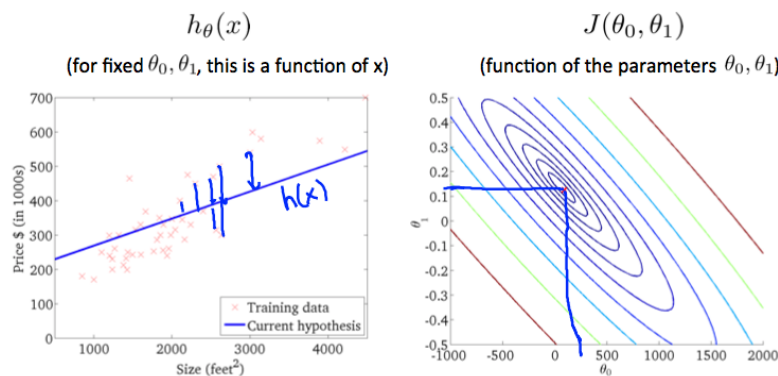 hθ(x)
(for fixed θ0, θ1, this is a function of x)
700
600
500
400
300
200
100
0
Price $ (in 1000s)
1000
2000
3000
4000
Size (feet²)
h(x)
Training data
Current hypothesis
J(θ0, θ1)
(function of the parameters θ0, θ1)
0.5
0.4
0.3
0.2
0.1
0
-0.1
-0.2
-0.3
-0.4
-0.5
θ1
-1000
-500
0
500
1000
1500
2000
θ0